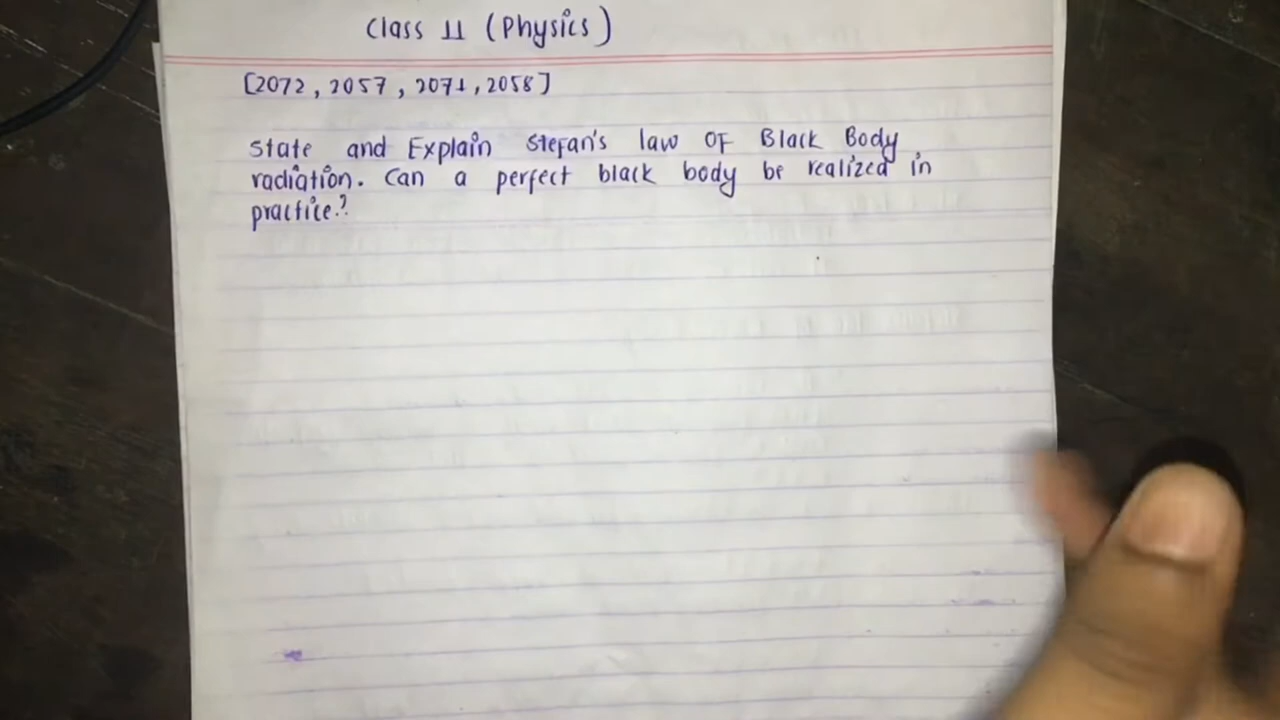 Class 11 (Physics)
[2072, 2057, 2071, 2058]
State and Explain Stefan's law OF Black Body
radiation. Can a perfect black body be realized in
practice.?